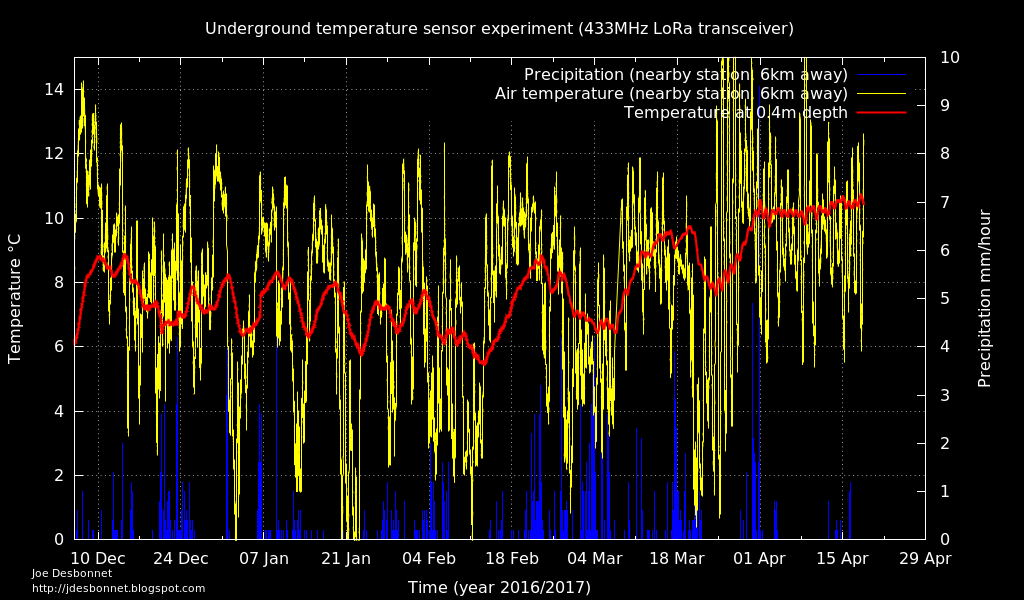 Underground temperature sensor experiment (433MHz LoRa transceiver)
Precipitation (nearby station, 6km away)
Air temperature (nearby station, 6km away)
Temperature at 0.4m depth
Temperature °C
14
12
10
8
6
4
2
0
10
9
8
7
6
5
4
3
2
1
0
Precipitation mm/hour
10 Dec 24 Dec 07 Jan 21 Jan 04 Feb 18 Feb 04 Mar 18 Mar 01 Apr 15 Apr 29 Apr
Time (year 2016/2017)
Joe Desbonnet
http://jdesbonnet.blogspot.com